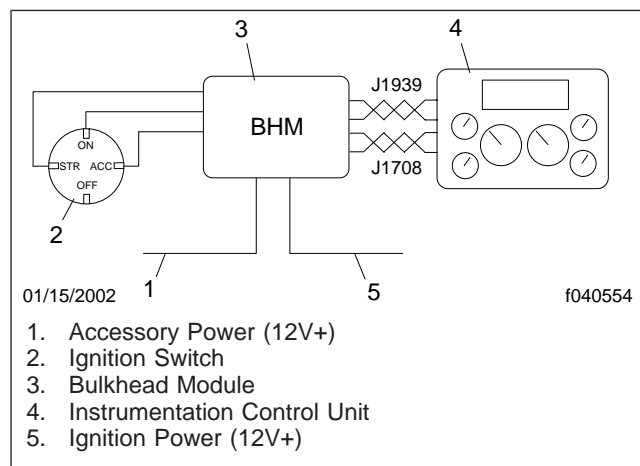 3
4
J1939
BHM
ON
STR ACC
OFF
J1708
2
1
5
01/15/2002
f040554
1. Accessory Power (12V+)
2. Ignition Switch
3. Bulkhead Module
4. Instrumentation Control Unit
5. Ignition Power (12V+)